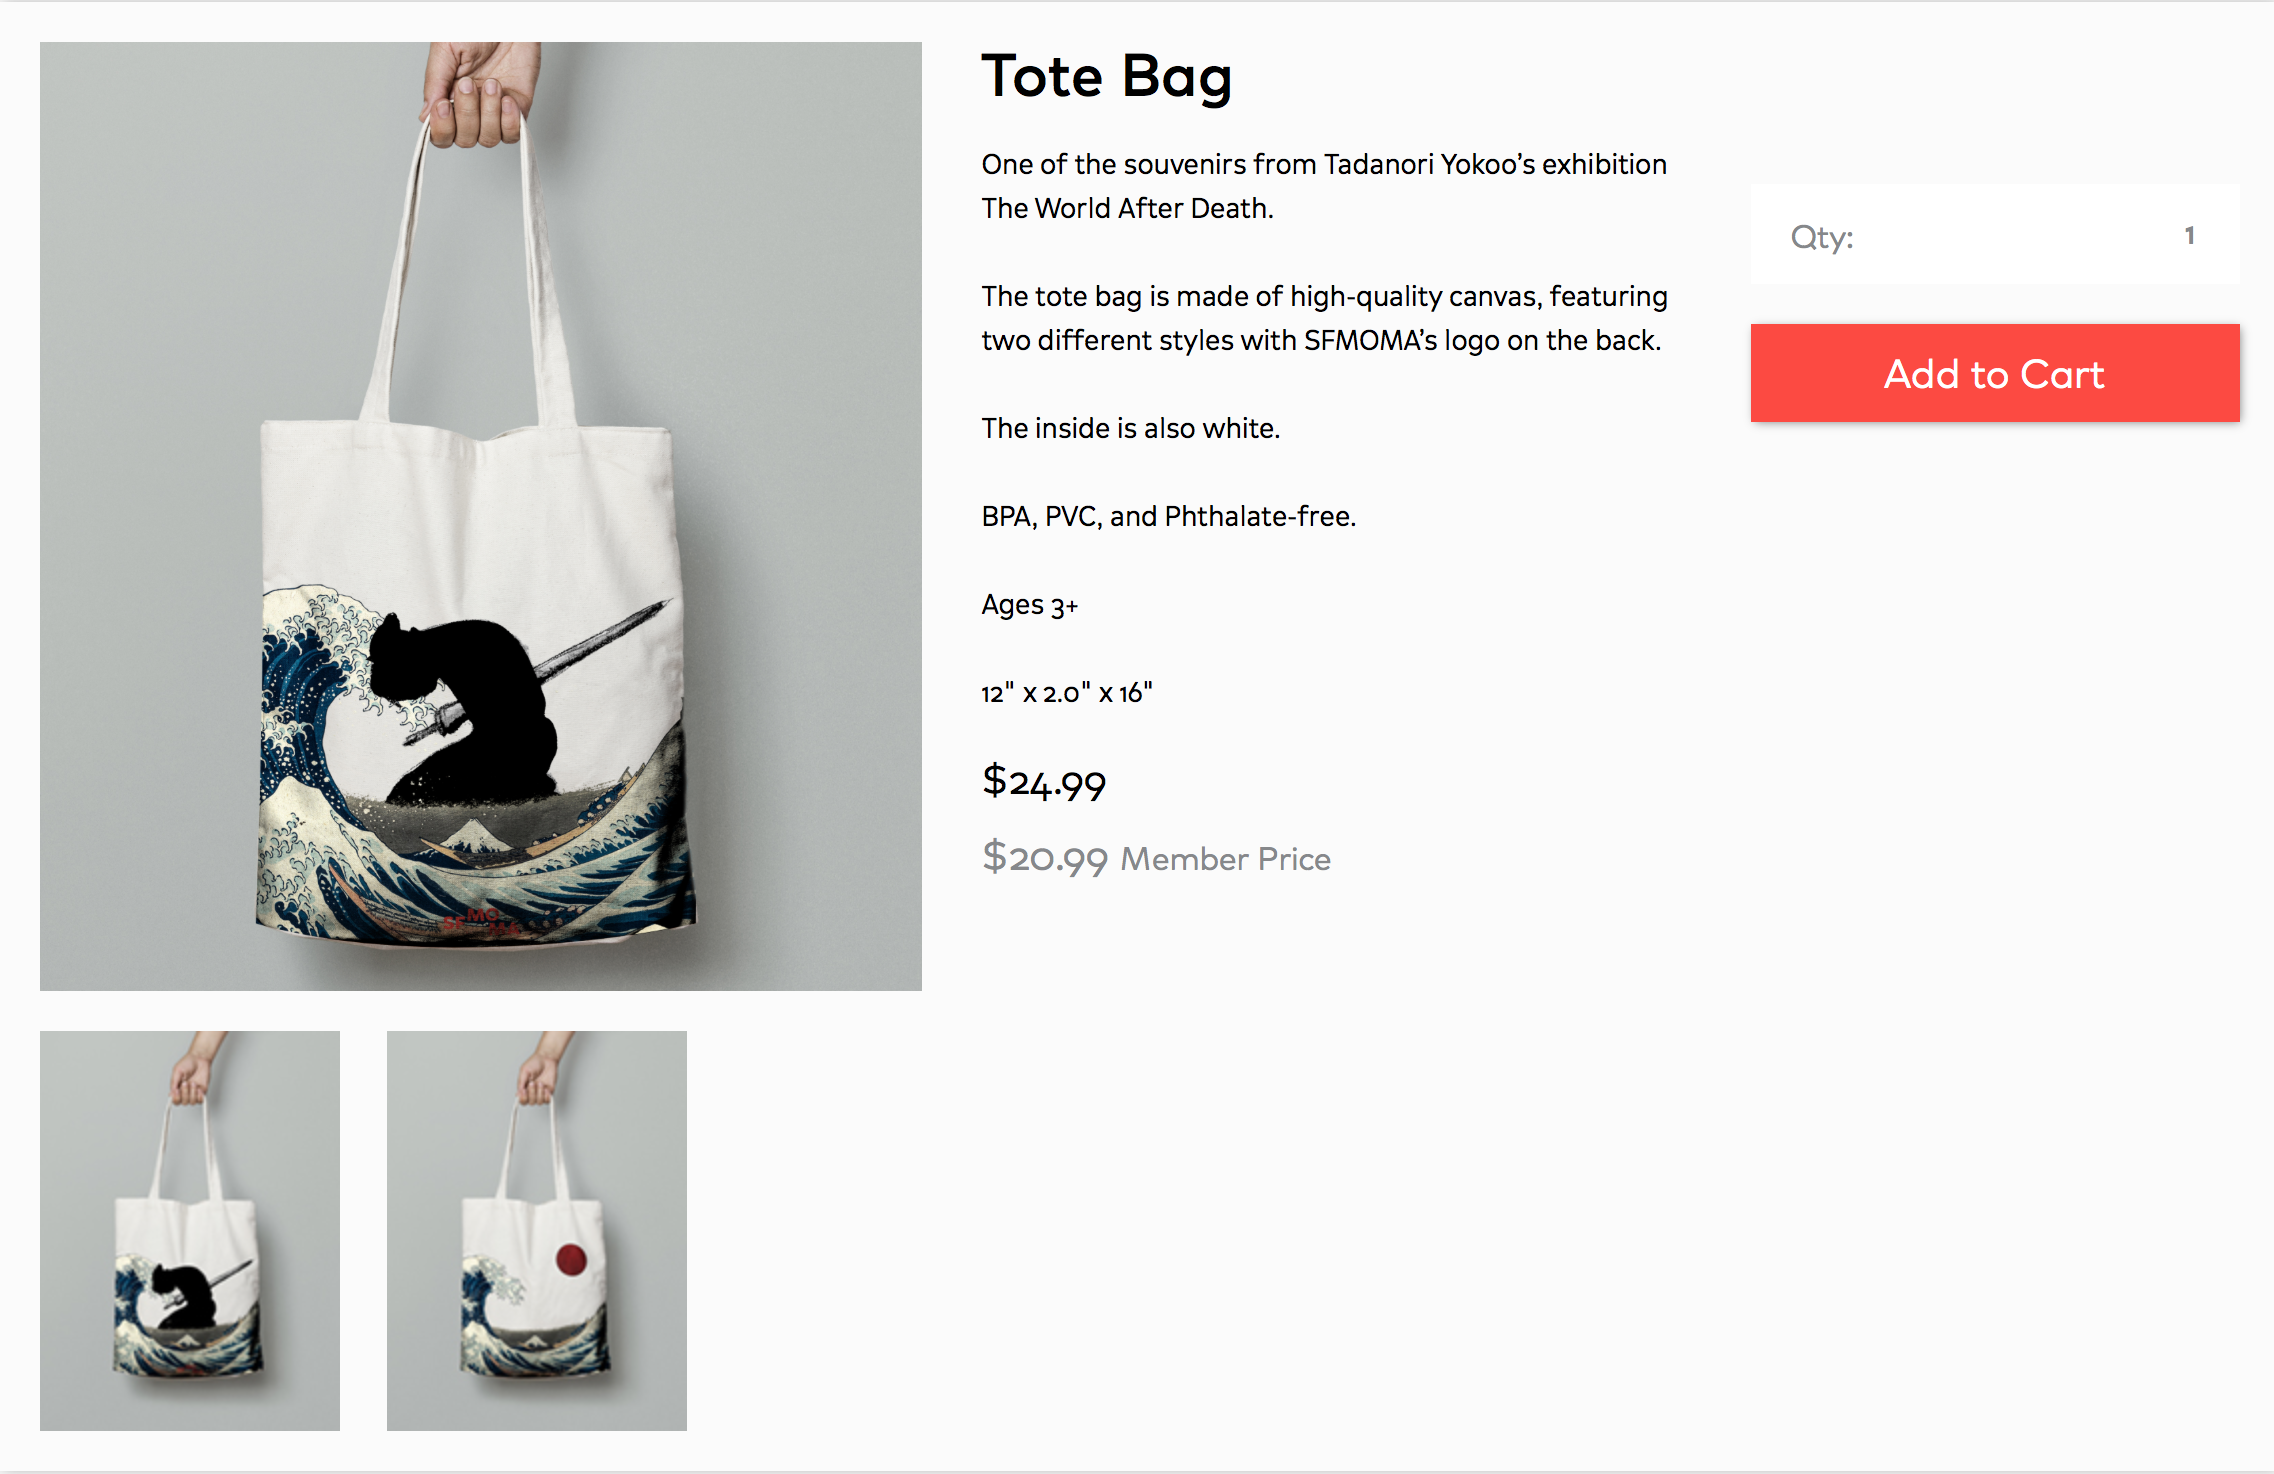 Tote Bag
One of the souvenirs from Tadanori Yokoo’s exhibition
The World After Death.
The tote bag is made of high-quality canvas, featuring
two different styles with SFMOMA’s logo on the back.
The inside is also white.
BPA, PVC, and Phthalate-free.
Ages 3+
12" x 2.0" x 16"
$24.99
$20.99 Member Price
Qty: 1
Add to Cart
SFMOMA